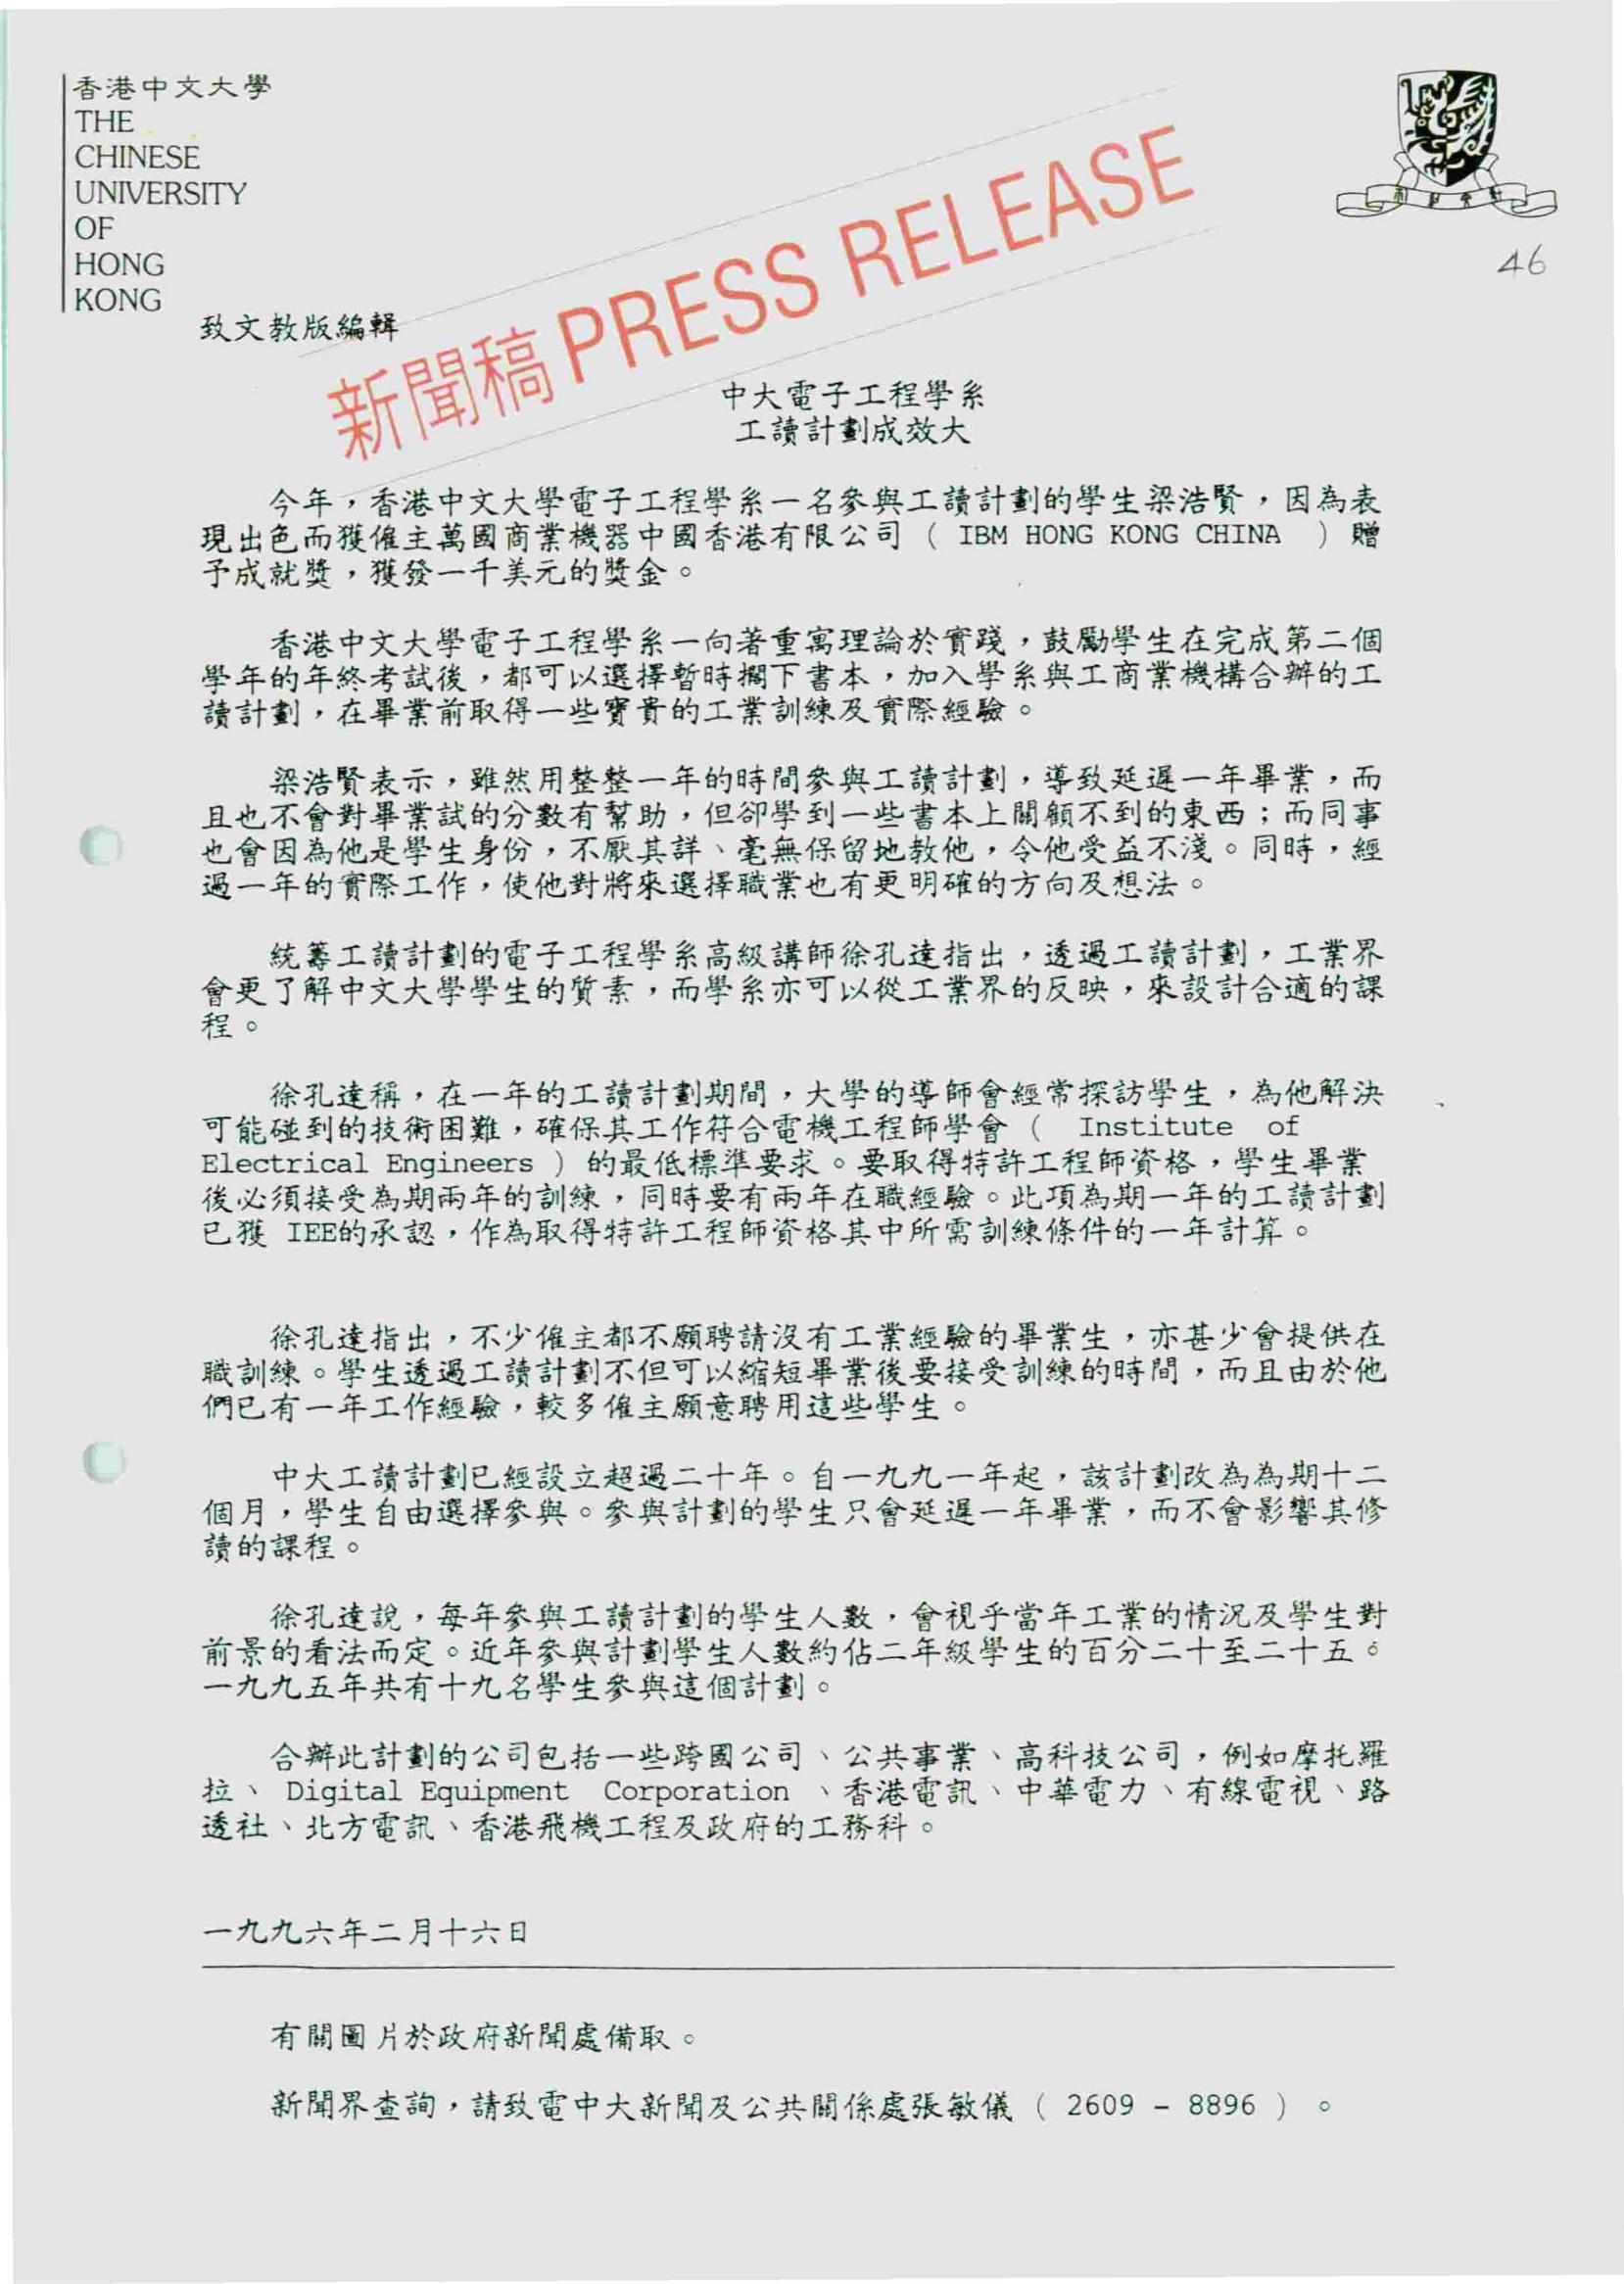 香港中文大學
THE
CHINESE
UNIVERSITY
OF
HONG
KONG
46
致文教版編輯
新聞稿 PRESS RELEASE
中大電子工程學系
工讀計劃成效大
今年，香港中文大學電子工程學系一名參與工讀計劃的學生梁浩賢，因為表
現出色而獲僱主萬國商業機器中國香港有限公司（ IBM HONG KONG CHINA ）贈
予成就獎，獲發一千美元的獎金。
香港中文大學電子工程學系一向著重寓理論於實踐，鼓勵學生在完成第二個
學年的年終考試後，都可以選擇暫時擱下書本，加入學系與工商業機構合辦的工
讀計劃，在畢業前取得一些寶貴的工業訓練及實際經驗。
梁浩賢表示，雖然用整整一年的時間參與工讀計劃，導致延遲一年畢業，而
且也不會對畢業試的分數有幫助，但卻學到一些書本上關顧不到的東西；而同事
也會因為他是學生身份，不厭其詳、毫無保留地教他，令他受益不淺。同時，經
過一年的實際工作，使他對將來選擇職業也有更明確的方向及想法。
統籌工讀計劃的電子工程學系高級講師徐孔達指出，透過工讀計劃，工業界
會更了解中文大學學生的質素，而學系亦可以從工業界的反映，來設計合適的課
程。
徐孔達稱，在一年的工讀計劃期間，大學的導師會經常探訪學生，為他解決
可能碰到的技術困難，確保其工作符合電機工程師學會（ Institute of
Electrical Engineers ）的最低標準要求。要取得特許工程師資格，學生畢業
後必須接受為期兩年的訓練，同時要有兩年在職經驗。此項為期一年的工讀計劃
已獲 IEE的承認，作為取得特許工程師資格其中所需訓練條件的一年計算。
徐孔達指出，不少僱主都不願聘請沒有工業經驗的畢業生，亦甚少會提供在
職訓練。學生透過工讀計劃不但可以縮短畢業後要接受訓練的時間，而且由於他
們已有一年工作經驗，較多僱主願意聘用這些學生。
中大工讀計劃已經設立超過二十年。自一九九一年起，該計劃改為為期十二
個月，學生自由選擇參與。參與計劃的學生只會延遲一年畢業，而不會影響其修
讀的課程。
徐孔達說，每年參與工讀計劃的學生人數，會視乎當年工業的情況及學生對
前景的看法而定。近年參與計劃學生人數約佔二年級學生的百分二十至二十五。
一九九五年共有十九名學生參與這個計劃。
合辦此計劃的公司包括一些跨國公司、公共事業、高科技公司，例如摩托羅
拉、 Digital Equipment Corporation 、香港電訊、中華電力、有線電視、路
透社、北方電訊、香港飛機工程及政府的工務科。
一九九六年二月十六日
有關圖片於政府新聞處備取。
新聞界查詢，請致電中大新聞及公共關係處張敏儀（ 2609 - 8896 ）。